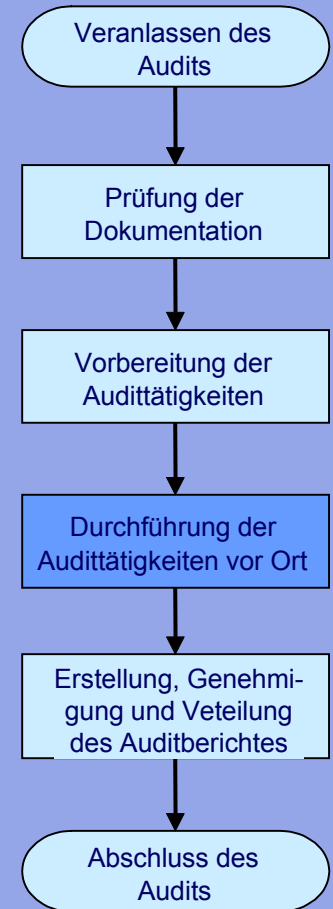 Veranlassen des
Audits
Prüfung der
Dokumentation
Vorbereitung der
Audittätigkeiten
Durchführung der
Audittätigkeiten vor Ort
Erstellung, Genehmi-
gung und Veteilung
des Auditberichtes
Abschluss des
Audits